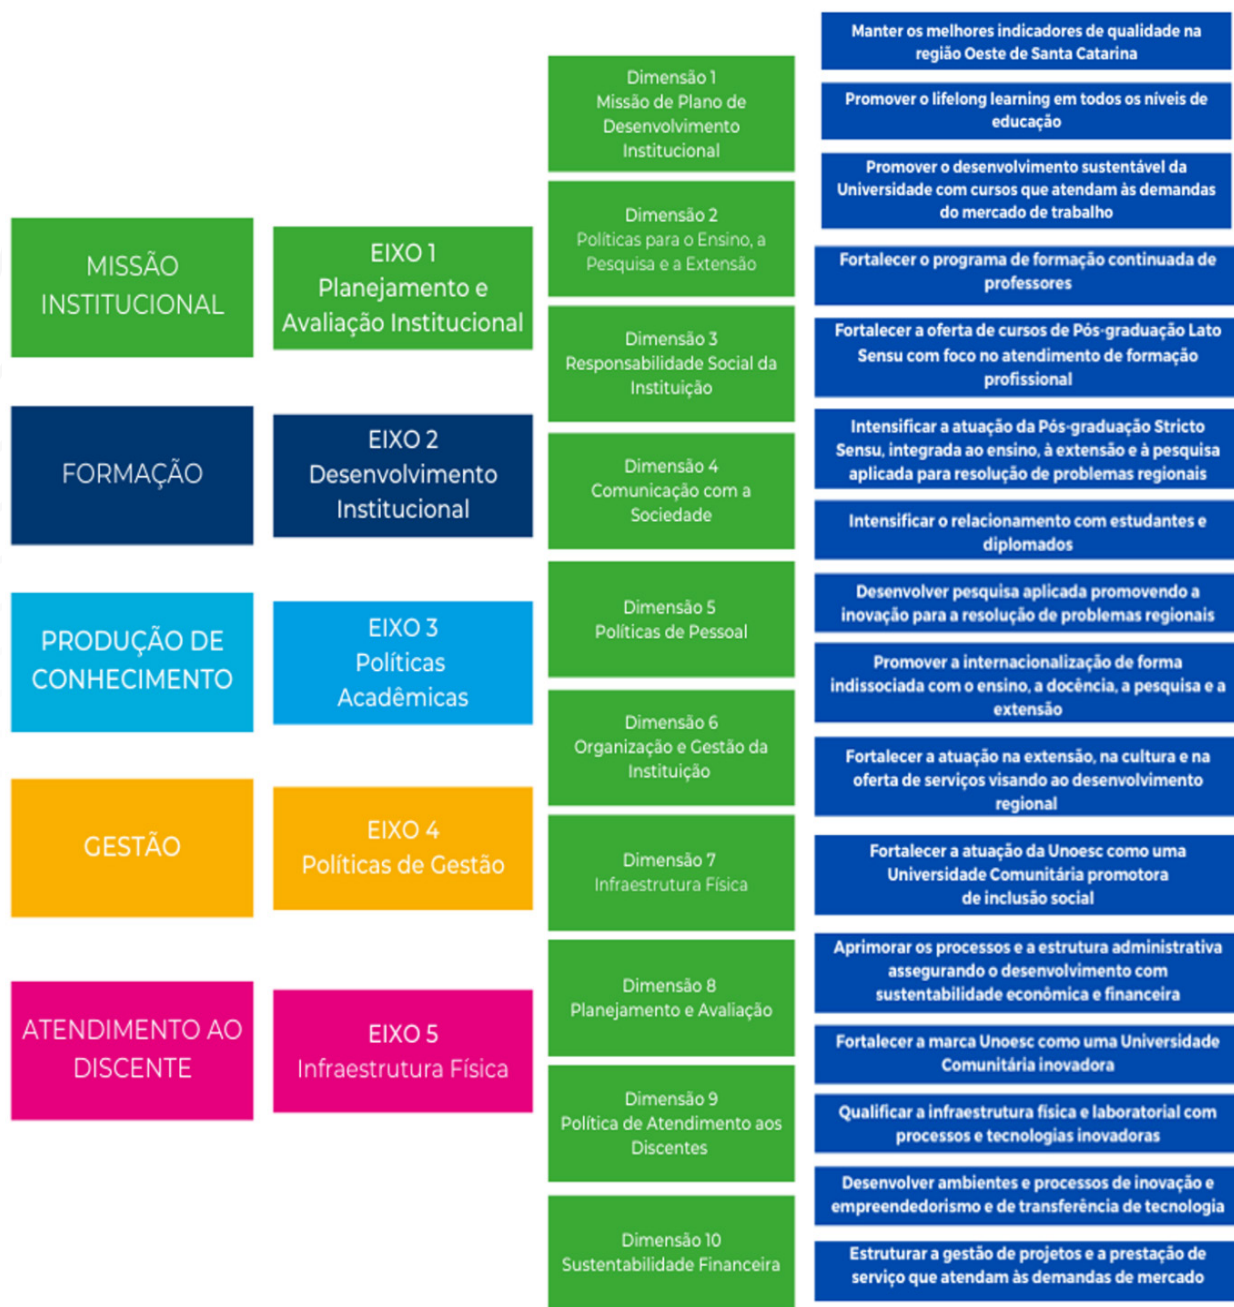 MISSÃO
INSTITUCIONAL
FORMAÇÃO
PRODUÇÃO DE
CONHECIMENTO
GESTÃO
ATENDIMENTO AO
DISCENTE
EIXO 1
Planejamento e
Avaliação Institucional
EIXO 2
Desenvolvimento
Institucional
EIXO 3
Políticas
Acadêmicas
EIXO 4
Políticas de Gestão
EIXO 5
Infraestrutura Física
Dimensão 1
Missão de Plano de
Desenvolvimento
Institucional
Dimensão 2
Políticas para o Ensino, a
Pesquisa e a Extensão
Dimensão 3
Responsabilidade Social da
Instituição
Dimensão 4
Comunicação com a
Sociedade
Dimensão 5
Políticas de Pessoal
Dimensão 6
Organização e Gestão da
Instituição
Dimensão 7
Infraestrutura Física
Dimensão 8
Planejamento e Avaliação
Dimensão 9
Política de Atendimento aos
Discentes
Dimensão 10
Sustentabilidade Financeira
Manter os melhores indicadores de qualidade na
região Oeste de Santa Catarina
Promover o lifelong learning em todos os níveis de
educação
Promover o desenvolvimento sustentável da
Universidade com cursos que atendam às demandas
do mercado de trabalho
Fortalecer o programa de formação continuada de
professores
Fortalecer a oferta de cursos de Pós-graduação Lato
Sensu com foco no atendimento de formação
profissional
Intensificar a atuação da Pós-graduação Stricto
Sensu, integrada ao ensino, à extensão e à pesquisa
aplicada para resolução de problemas regionais
Intensificar o relacionamento com estudantes e
diplomados
Desenvolver pesquisa aplicada promovendo a
inovação para a resolução de problemas regionais
Promover a internacionalização de forma
indissociada com o ensino, a docência, a pesquisa e a
extensão
Fortalecer a atuação na extensão, na cultura e na
oferta de serviços visando ao desenvolvimento
regional
Fortalecer a atuação da Unoesc como uma
Universidade Comunitária promotora
de inclusão social
Aprimorar os processos e a estrutura administrativa
assegurando o desenvolvimento com
sustentabilidade econômica e financeira
Fortalecer a marca Unoesc como uma Universidade
Comunitária inovadora
Qualificar a infraestrutura física e laboratorial com
processos e tecnologias inovadoras
Desenvolver ambientes e processos de inovação e
empreendedorismo e de transferência de tecnologia
Estruturar a gestão de projetos e a prestação de
serviço que atendam às demandas de mercado